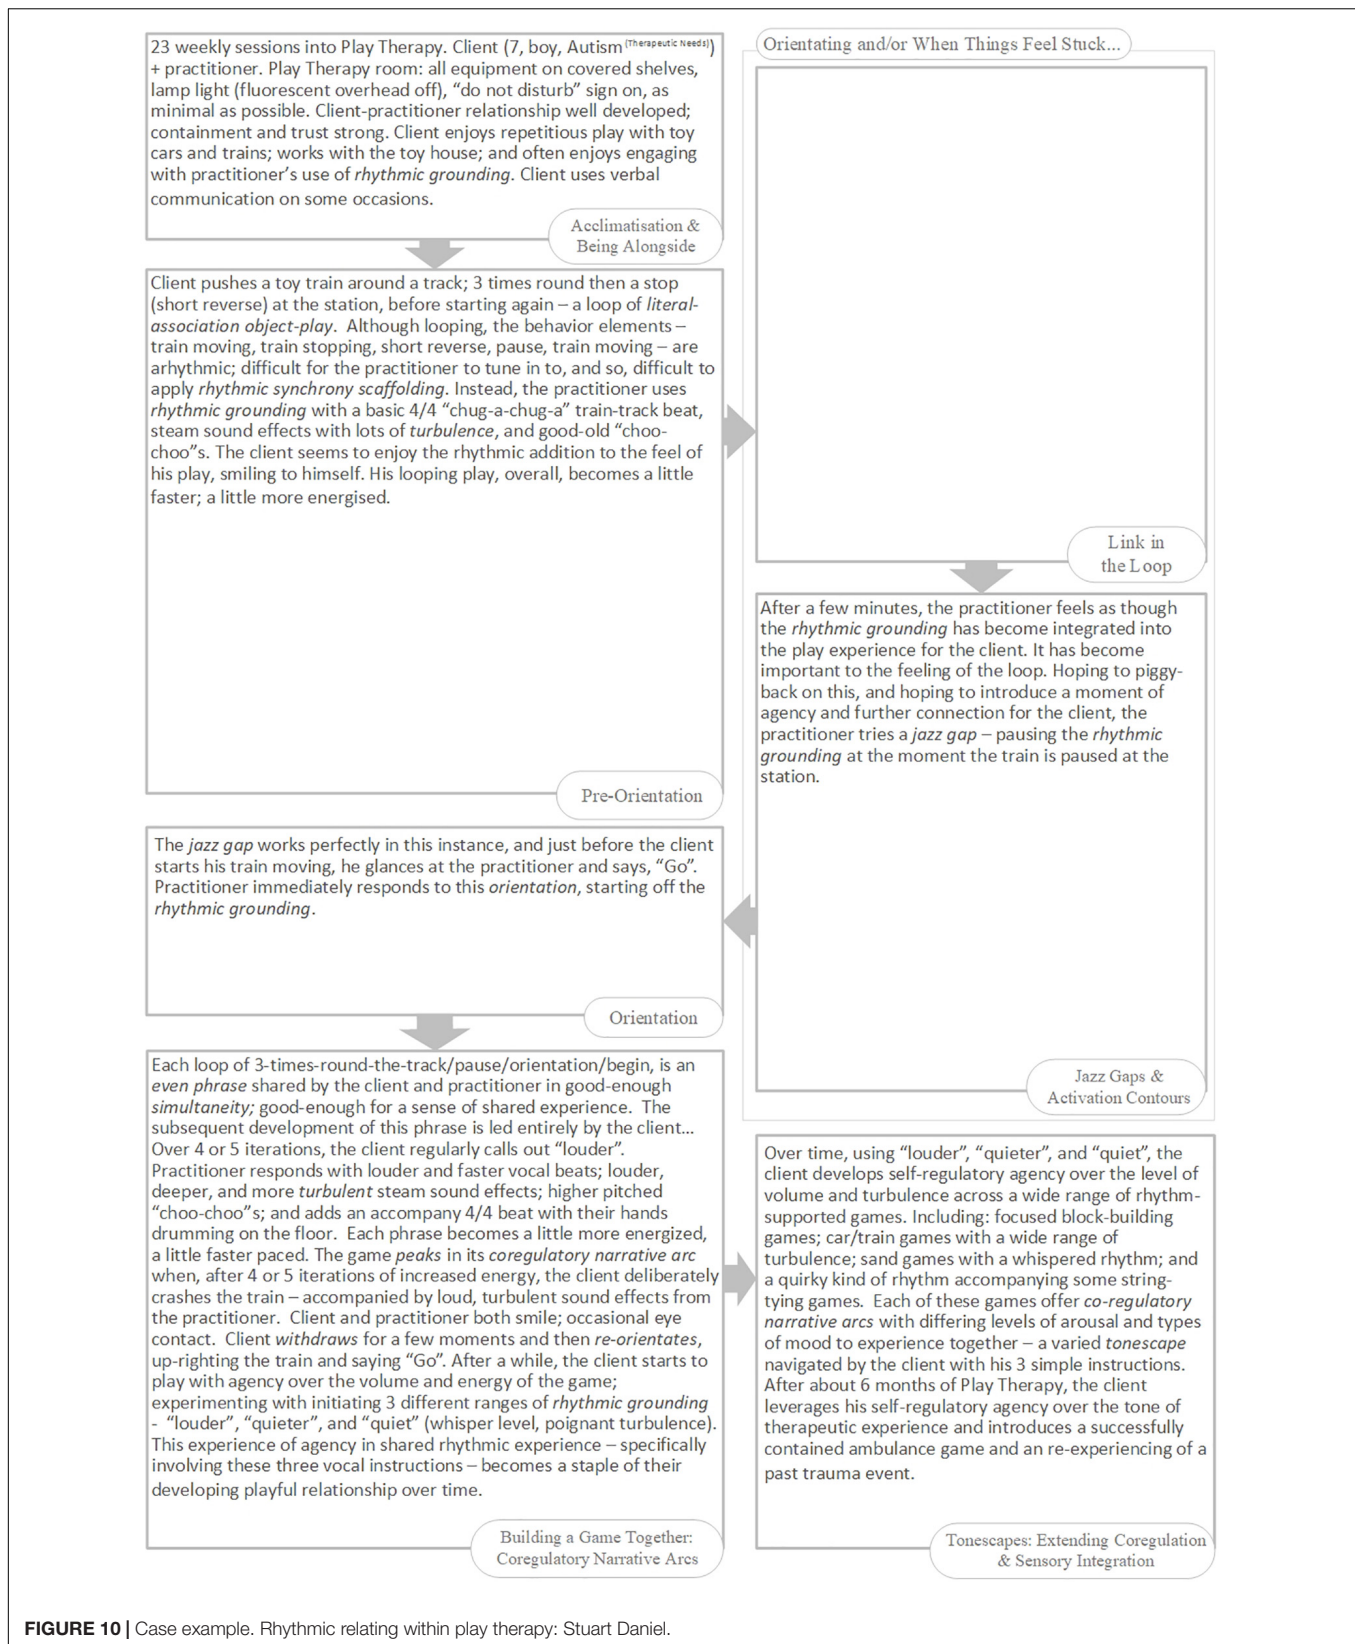 23 weekly sessions into Play Therapy. Client (7, boy, Autism (Therapeutic Needs))
+ practitioner. Play Therapy room: all equipment on covered shelves,
lamp light (fluorescent overhead off), “do not disturb” sign on, as
minimal as possible. Client-practitioner relationship well developed;
containment and trust strong. Client enjoys repetitious play with toy
cars and trains; works with the toy house; and often enjoys engaging
with practitioner’s use of rhythmic grounding. Client uses verbal
communication on some occasions.
Acclimatisation &
Being Alongside
Client pushes a toy train around a track; 3 times round then a stop
(short reverse) at the station, before starting again – a loop of literal-
association object-play.  Although looping, the behavior elements –
train moving, train stopping, short reverse, pause, train moving – are
arhythmic; difficult for the practitioner to tune in to, and so, difficult to
apply rhythmic synchrony scaffolding. Instead, the practitioner uses
rhythmic grounding with a basic 4/4 “chug-a-chug-a” train-track beat,
steam sound effects with lots of turbulence, and good-old “choo-
choo”s. The client seems to enjoy the rhythmic addition to the feel of
his play, smiling to himself. His looping play, overall, becomes a little
faster; a little more energised.
Pre-Orientation
Orientating and/or When Things Feel Stuck...
Link in
the Loop
After a few minutes, the practitioner feels as though
the rhythmic grounding has become integrated into
the play experience for the client. It has become
important to the feeling of the loop. Hoping to piggy-
back on this, and hoping to introduce a moment of
agency and further connection for the client, the
practitioner tries a jazz gap – pausing the rhythmic
grounding at the moment the train is paused at the
station.
Jazz Gaps &
Activation Contours
The jazz gap works perfectly in this instance, and just before the client
starts his train moving, he glances at the practitioner and says, “Go”.
Practitioner immediately responds to this orientation, starting off the
rhythmic grounding.
Orientation
Each loop of 3-times-round-the-track/pause/orientation/begin, is an
even phrase shared by the client and practitioner in good-enough
simultaneity; good-enough for a sense of shared experience.  The
subsequent development of this phrase is led entirely by the client...
Over 4 or 5 iterations, the client regularly calls out “louder”.
Practitioner responds with louder and faster vocal beats; louder,
deeper, and more turbulent steam sound effects; higher pitched
“choo-choo”s; and adds an accompany 4/4 beat with their hands
drumming on the floor.  Each phrase becomes a little more energized,
a little faster paced. The game peaks in its coregulatory narrative arc
when, after 4 or 5 iterations of increased energy, the client deliberately
crashes the train – accompanied by loud, turbulent sound effects from
the practitioner.  Client and practitioner both smile; occasional eye
contact.  Client withdraws for a few moments and then re-orientates,
up-righting the train and saying “Go”. After a while, the client starts to
play with agency over the volume and energy of the game;
experimenting with initiating 3 different ranges of rhythmic grounding
-  “louder”, “quieter”, and “quiet” (whisper level, poignant turbulence).
This experience of agency in shared rhythmic experience – specifically
involving these three vocal instructions – becomes a staple of their
developing playful relationship over time.
Building a Game Together:
Coregulatory Narrative Arcs
Over time, using “louder”, “quieter”, and “quiet”, the
client develops self-regulatory agency over the level of
volume and turbulence across a wide range of rhythm-
supported games. Including: focused block-building
games; car/train games with a wide range of
turbulence; sand games with a whispered rhythm; and
a quirky kind of rhythm accompanying some string-
tying games.  Each of these games offer co-regulatory
narrative arcs with differing levels of arousal and types
of mood to experience together – a varied tonescape
navigated by the client with his 3 simple instructions.
After about 6 months of Play Therapy, the client
leverages his self-regulatory agency over the tone of
therapeutic experience and introduces a successfully
contained ambulance game and an re-experiencing of a
past trauma event.
Tonescapes: Extending Coregulation
& Sensory Integration
FIGURE 10 | Case example. Rhythmic relating within play therapy: Stuart Daniel.